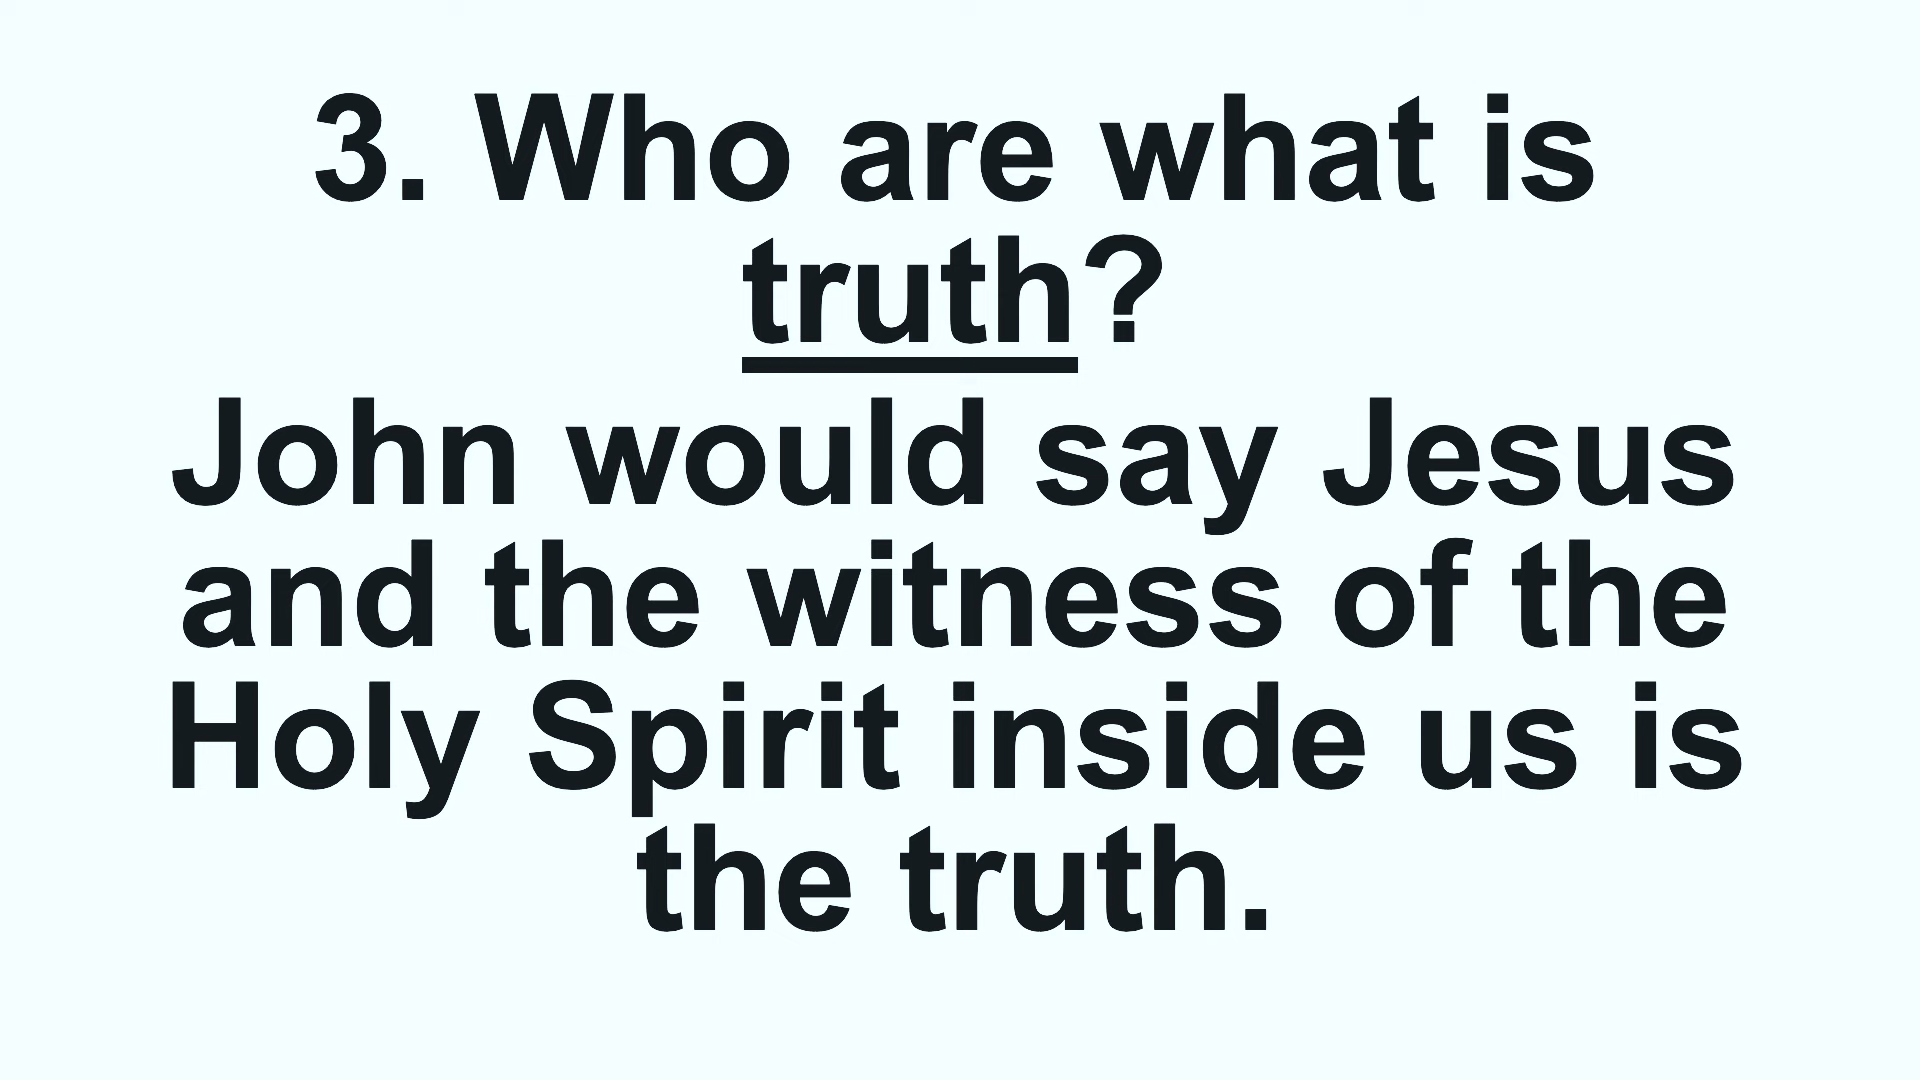 3. Who are what is
truth?
John would say Jesus
and the witness of the
Holy Spirit inside us is
the truth.